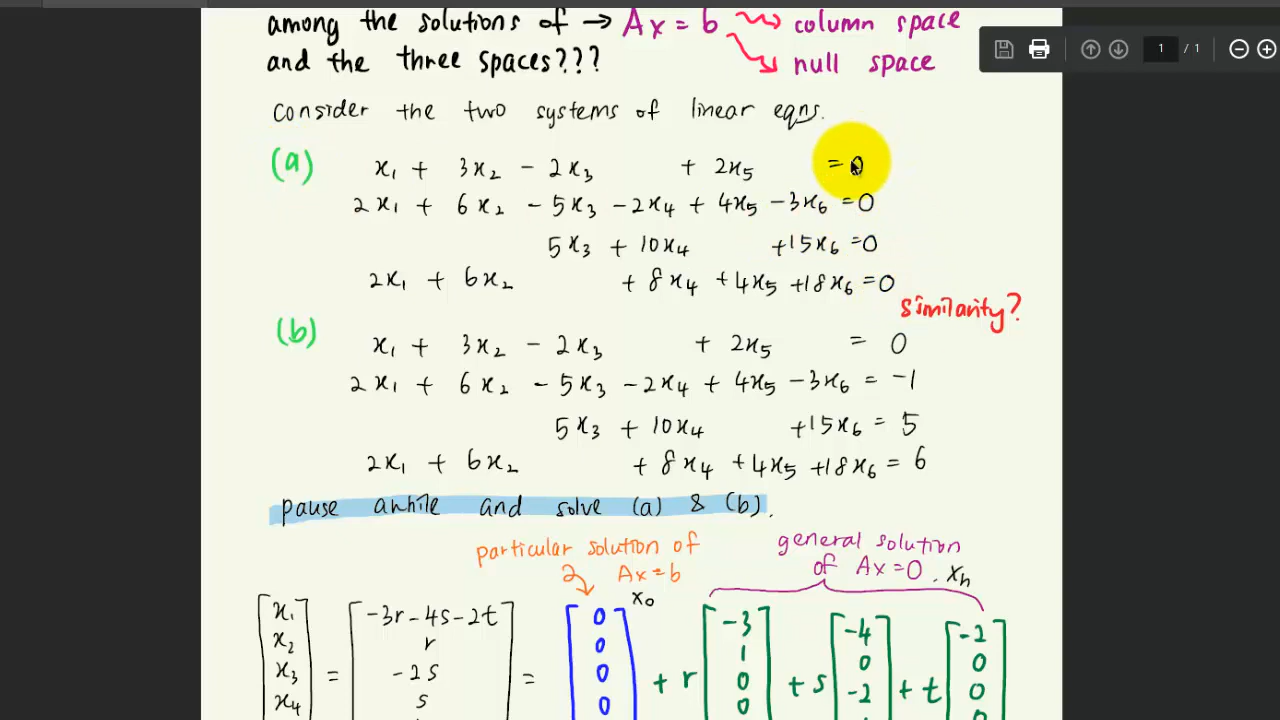 among the solutions of → Ax = b column space
and the three spaces??? null space
1 / 1
Consider the two systems of linear eqns.
(a) x₁ + 3x₂ - 2x₃ + 2x₅ = 0
2x₁ + 6x₂ - 5x₃ - 2x₄ + 4x₅ - 3x₆ = 0
5x₃ + 10x₄ + 15x₆ = 0
2x₁ + 6x₂ + 8x₄ + 4x₅ + 18x₆ = 0
similarity?
(b) x₁ + 3x₂ - 2x₃ + 2x₅ = 0
2x₁ + 6x₂ - 5x₃ - 2x₄ + 4x₅ - 3x₆ = -1
5x₃ + 10x₄ + 15x₆ = 5
2x₁ + 6x₂ + 8x₄ + 4x₅ + 18x₆ = 6
pause awhile and solve (a) & (b).
particular solution of
Ax = b
general solution
of Ax = 0. xh
x₀
x₁ -3r - 4s - 2t 0 -3 -4 -2
x₂ r 0 1 0 0
x₃ = -2s = 0 + r 0 + s -2 + t 0
x₄ s 0 0